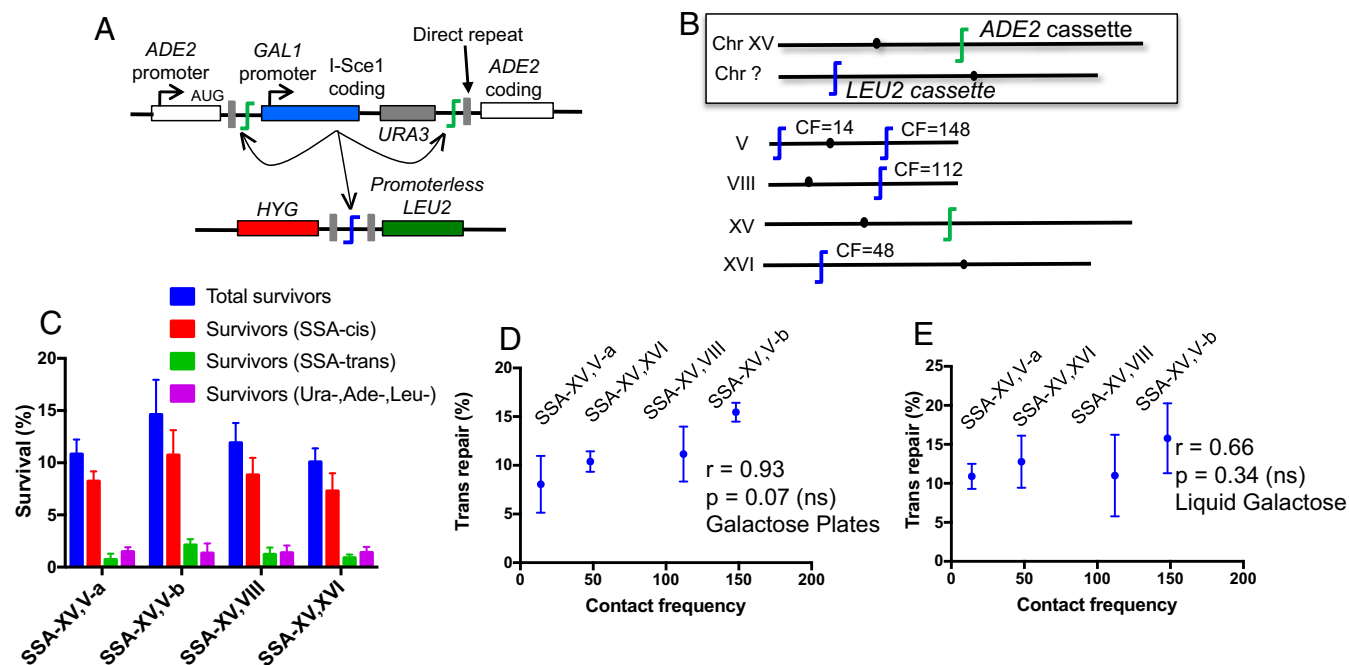 A
ADE2
promoter
AUG
GAL1
promoter
I-Sce1
coding
Direct repeat
ADE2
coding
URA3
HYG
Promoterless
LEU2
B
Chr XV
ADE2 cassette
Chr ?
LEU2 cassette
V
CF=14
CF=148
VIII
CF=112
XV
XVI
CF=48
C
Total survivors
Survivors (SSA-cis)
Survivors (SSA-trans)
Survivors (Ura-,Ade-,Leu-)
Survival (%)
20
15
10
5
0
SSA-XV,V-a
SSA-XV,V-b
SSA-XV,VIII
SSA-XV,XVI
D
SSA-XV,V-a
SSA-XV,XVI
SSA-XV,VIII
SSA-XV,V-b
Trans repair (%)
20
15
10
5
0
r = 0.93
p = 0.07 (ns)
Galactose Plates
0 50 100 150 200
Contact frequency
E
SSA-XV,V-a
SSA-XV,XVI
SSA-XV,VIII
SSA-XV,V-b
Trans repair (%)
25
20
15
10
5
0
r = 0.66
p = 0.34 (ns)
Liquid Galactose
0 50 100 150 200
Contact frequency